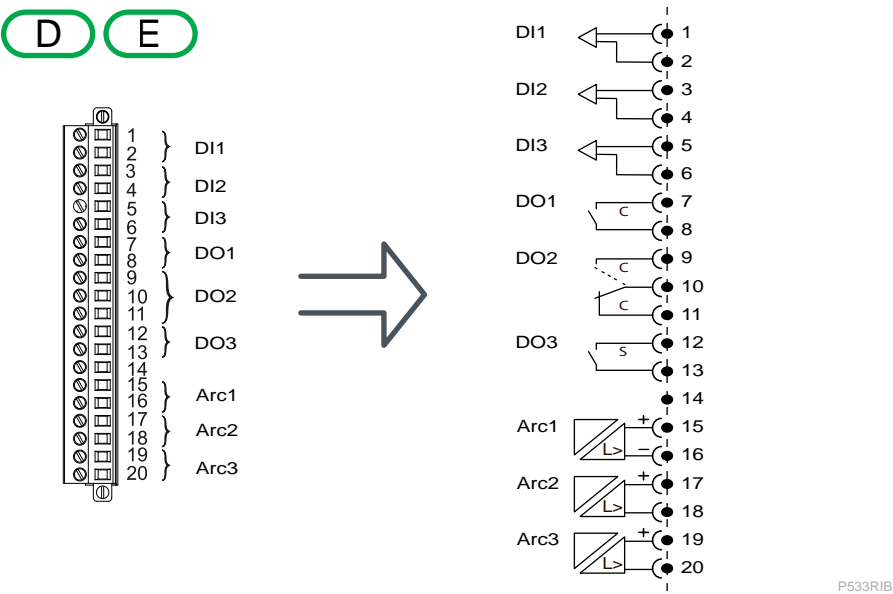 D E
1
2
DI1
3
4
DI2
5
6
DI3
7
8
DO1
9
10
11
DO2
12
13
DO3
14
15
16
Arc1
17
18
Arc2
19
20
Arc3
DI1 1
2
DI2 3
4
DI3 5
6
DO1 C 7
8
DO2 C 9
10
C 11
DO3 S 12
13
14
Arc1 + 15
L> − 16
Arc2 + 17
L> 18
Arc3 + 19
L> 20
P533RIB